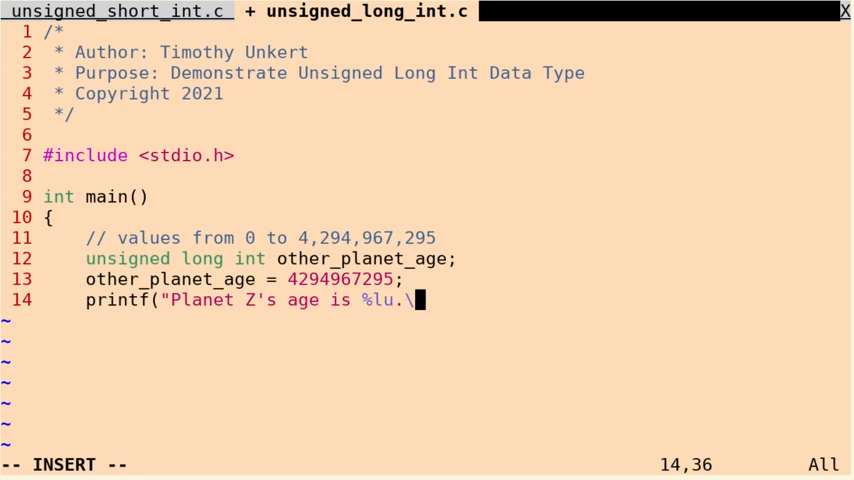 unsigned_short_int.c + unsigned_long_int.c X
1 /*
2 * Author: Timothy Unkert
3 * Purpose: Demonstrate Unsigned Long Int Data Type
4 * Copyright 2021
5 */
6
7 #include <stdio.h>
8
9 int main()
10 {
11 // values from 0 to 4,294,967,295
12 unsigned long int other_planet_age;
13 other_planet_age = 4294967295;
14 printf("Planet Z's age is %lu.\
~
~
~
~
~
~
~
-- INSERT -- 14,36 All